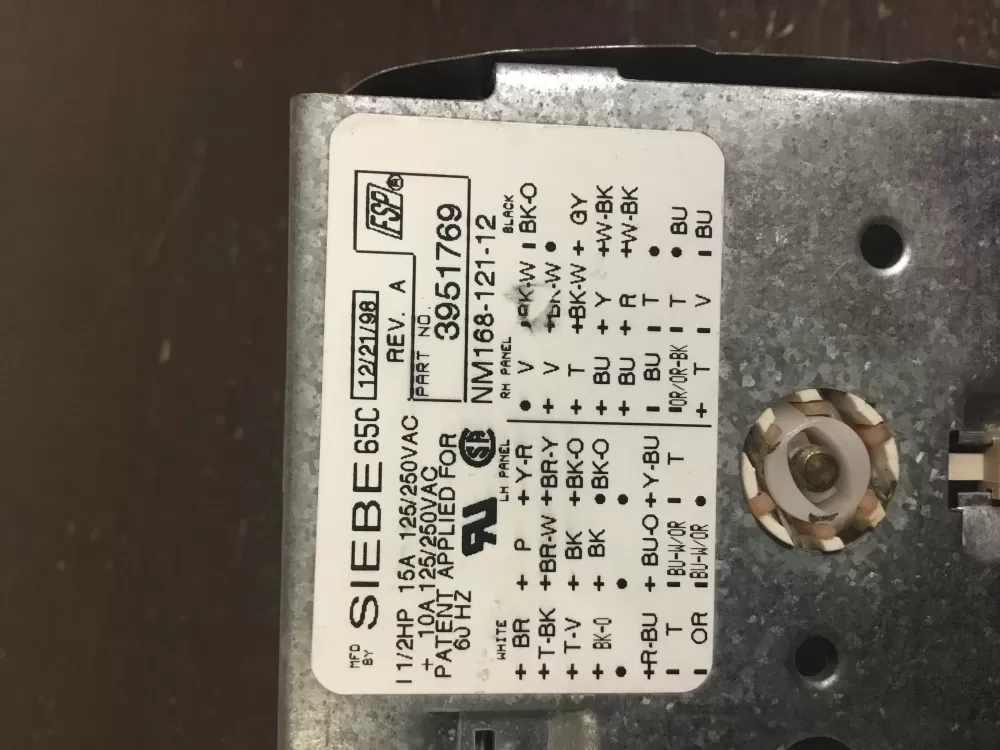 MFD BY SIEBE 65C 12/21/98 FSP®
| 1/2HP 15A 125/250VAC REV. A
+ 10A 125/250VAC PART NO.
PATENT APPLIED FOR 3951769
60 HZ NM168-121-12
WHITE LH PANEL RH PANEL BLACK
+ BR + P + Y-R • V BK-W | BK-O
+T-BK +BR-W +BR-Y + V +BK-W •
+ T-V + BK +BK-O + T +BK-W + GY
+ BK-O + BK •BK-O + BU + Y +W-BK
• • • + BU + R +W-BK
+R-BU + BU-O +Y-BU | BU | T •
| T | BU-W/OR | T |OR/OR-BK | T • BU
| OR |BU-W/OR • + T | V | BU